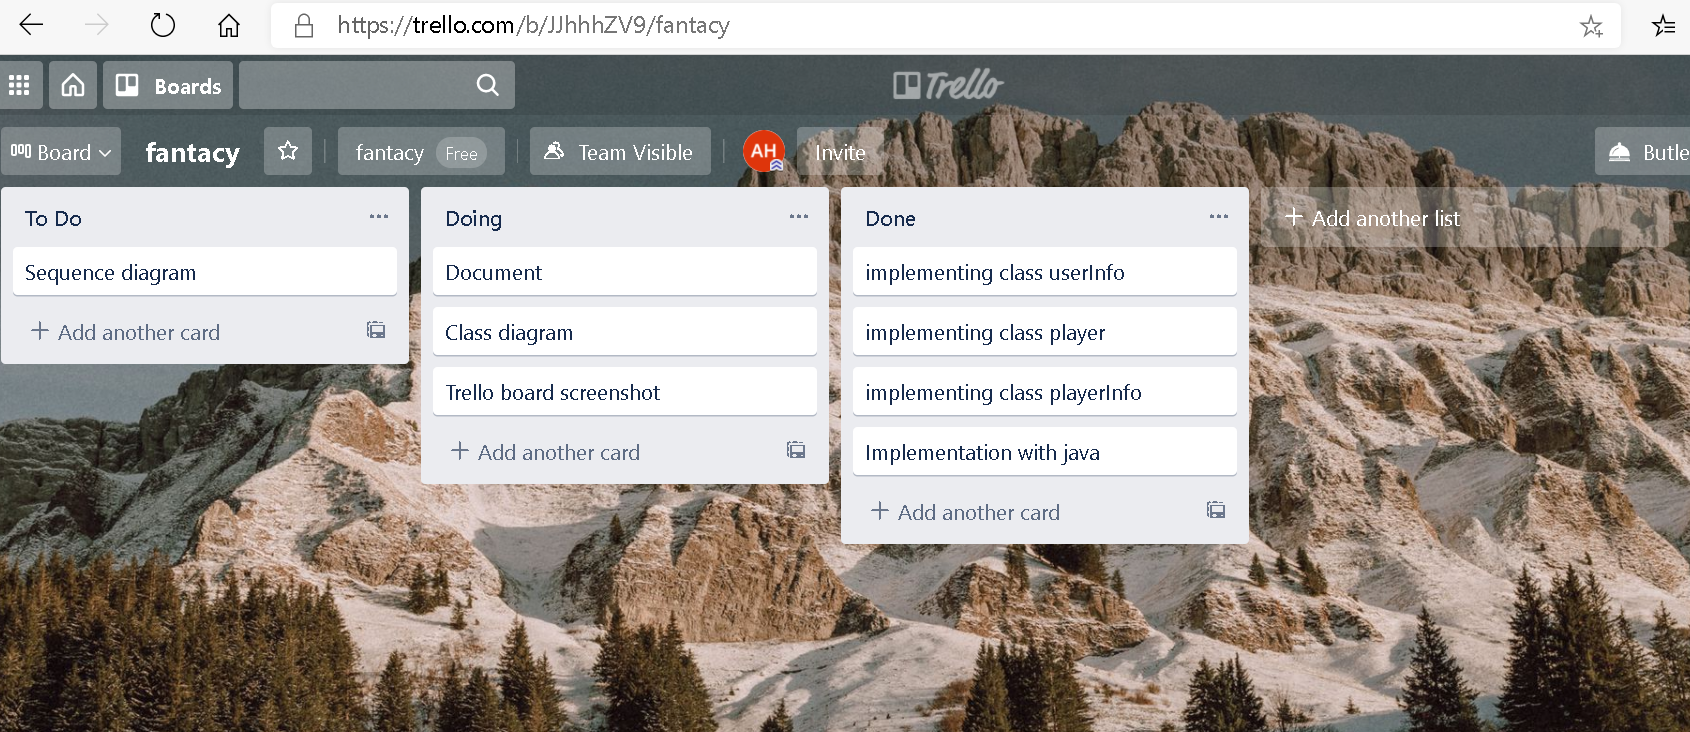 https://trello.com/b/JJhhhZV9/fantacy
Boards
Trello
Board
fantacy
fantacy Free
Team Visible
AH
Invite
Butle
To Do
Sequence diagram
Add another card
Doing
Document
Class diagram
Trello board screenshot
Add another card
Done
implementing class userInfo
implementing class player
implementing class playerInfo
Implementation with java
Add another card
Add another list